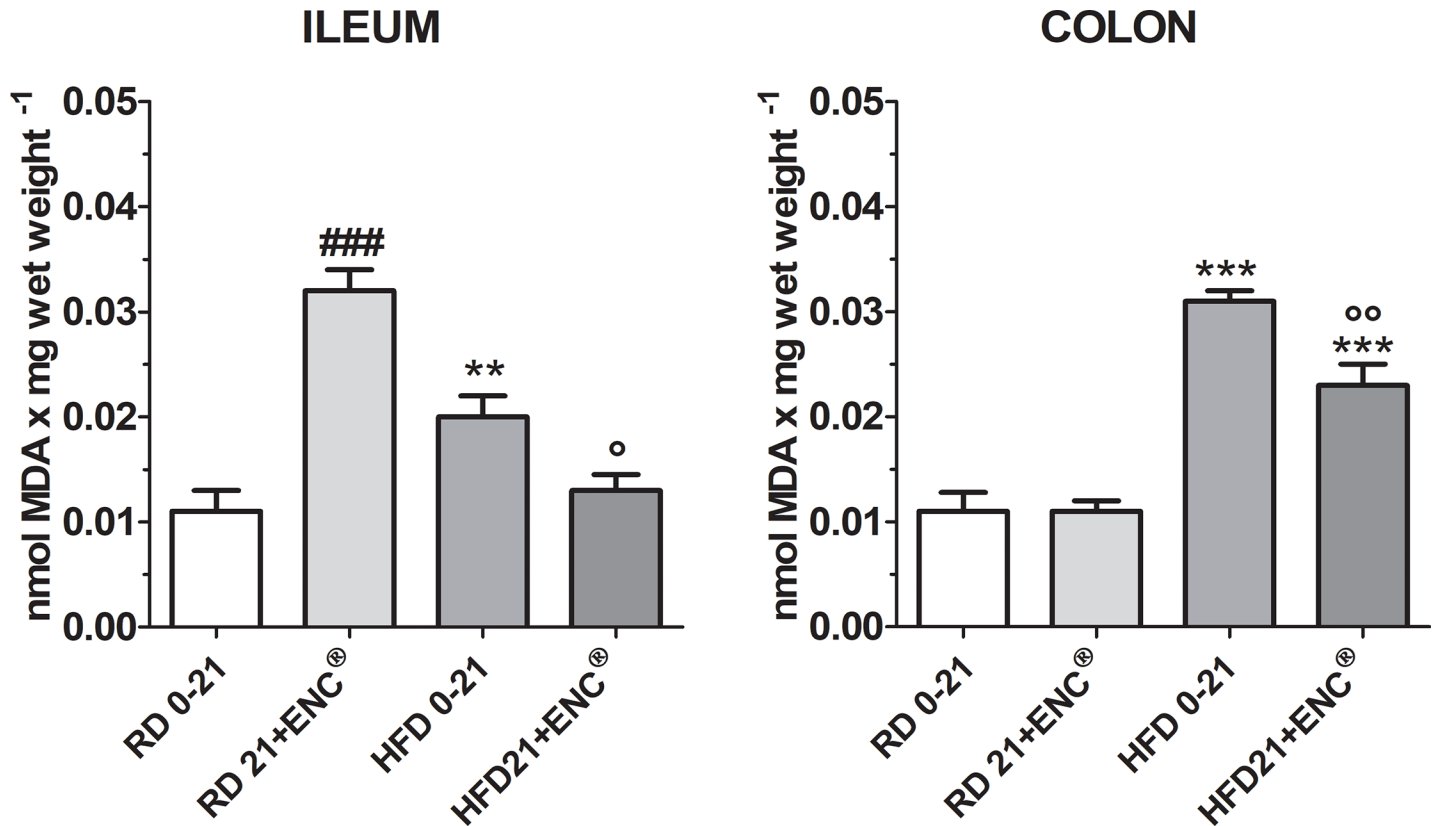 ILEUM
nmol MDA x mg wet weight -1
0.05
0.04
0.03
0.02
0.01
0.00
###
**
°
RD 0-21
RD 21+ENC®
HFD 0-21
HFD21+ENC®
COLON
nmol MDA x mg wet weight -1
0.05
0.04
0.03
0.02
0.01
0.00
***
°°
***
RD 0-21
RD 21+ENC®
HFD 0-21
HFD21+ENC®